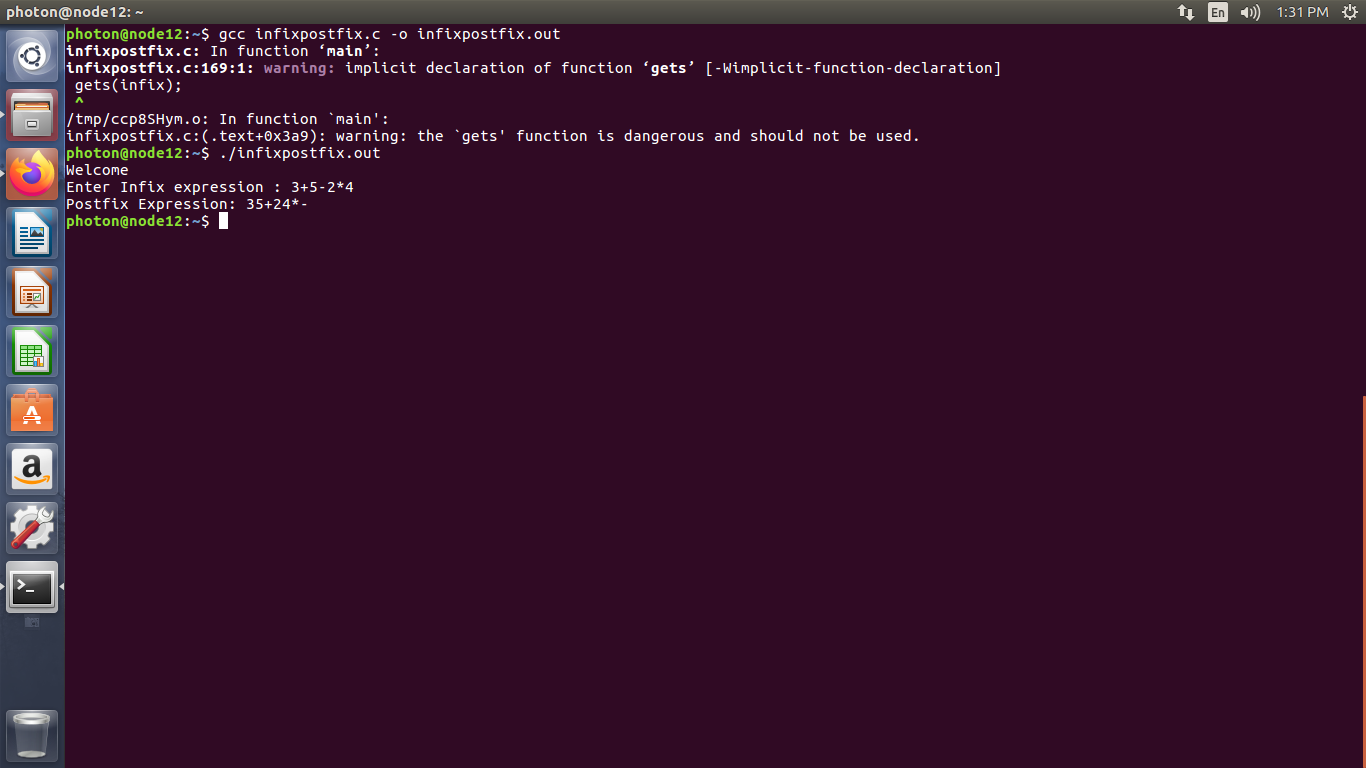 photon@node12: ~
En
1:31 PM
photon@node12:~$ gcc infixpostfix.c -o infixpostfix.out
infixpostfix.c: In function ‘main’:
infixpostfix.c:169:1: warning: implicit declaration of function ‘gets’ [-Wimplicit-function-declaration]
 gets(infix);
 ^
/tmp/ccp8SHym.o: In function `main':
infixpostfix.c:(.text+0x3a9): warning: the `gets' function is dangerous and should not be used.
photon@node12:~$ ./infixpostfix.out
Welcome
Enter Infix expression : 3+5-2*4
Postfix Expression: 35+24*-
photon@node12:~$